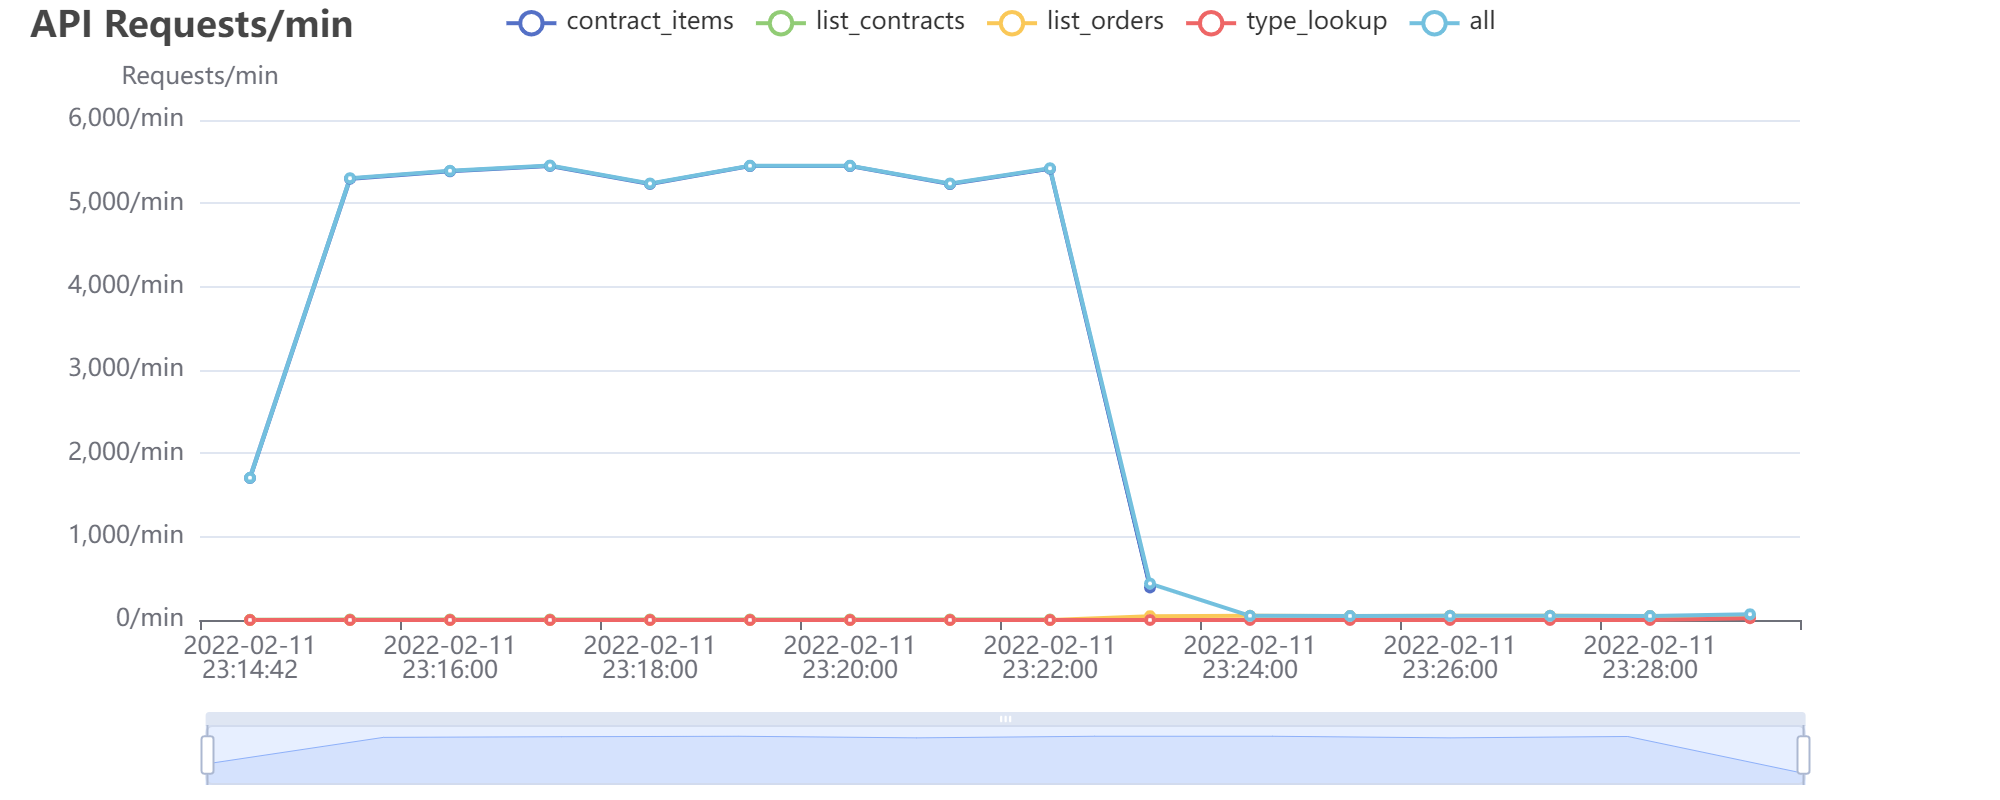 API Requests/min
contract_items list_contracts list_orders type_lookup all
Requests/min
6,000/min
5,000/min
4,000/min
3,000/min
2,000/min
1,000/min
0/min
2022-02-11 2022-02-11 2022-02-11 2022-02-11 2022-02-11 2022-02-11 2022-02-11 2022-02-11
23:14:42 23:16:00 23:18:00 23:20:00 23:22:00 23:24:00 23:26:00 23:28:00